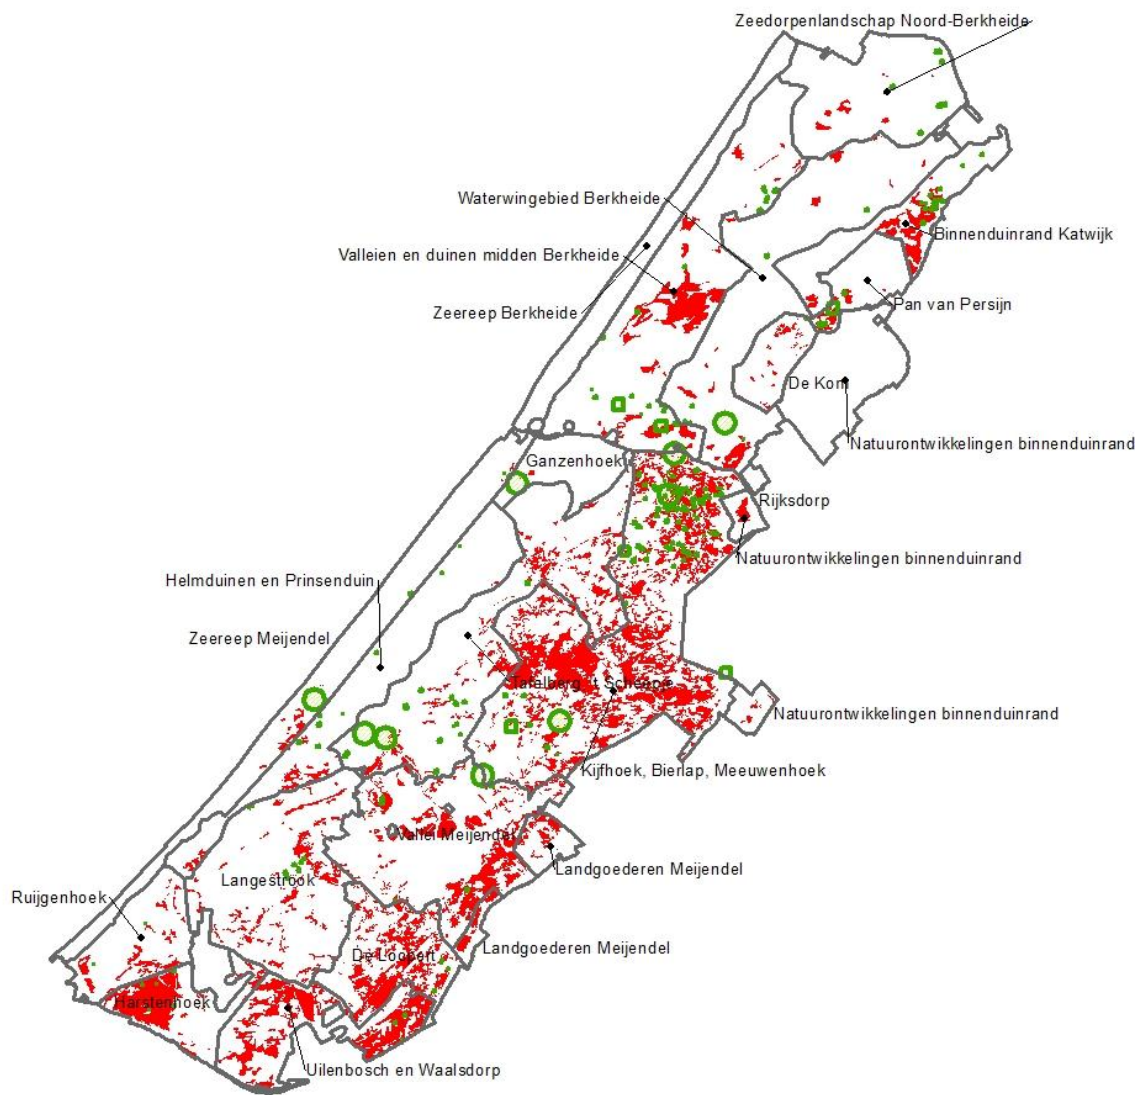 Zeedorpenlandschap Noord-Berkheide
Waterwingebied Berkheide
Binnenduinrand Katwijk
Valleien en duinen midden Berkheide
Pan van Persijn
Zeereep Berkheide
De Kom
Natuurontwikkelingen binnenduinrand
Ganzenhoek
Rijksdorp
Natuurontwikkelingen binnenduinrand
Helmduinen en Prinsenduin
Zeereep Meijendel
Tafelberg 't Scheepje
Natuurontwikkelingen binnenduinrand
Kijfhoek, Bierlap, Meeuwenhoek
Vallei Meijendel
Landgoederen Meijendel
Langestrook
Ruijgenhoek
Landgoederen Meijendel
De Loopert
Harstenhoek
Uilenbosch en Waalsdorp